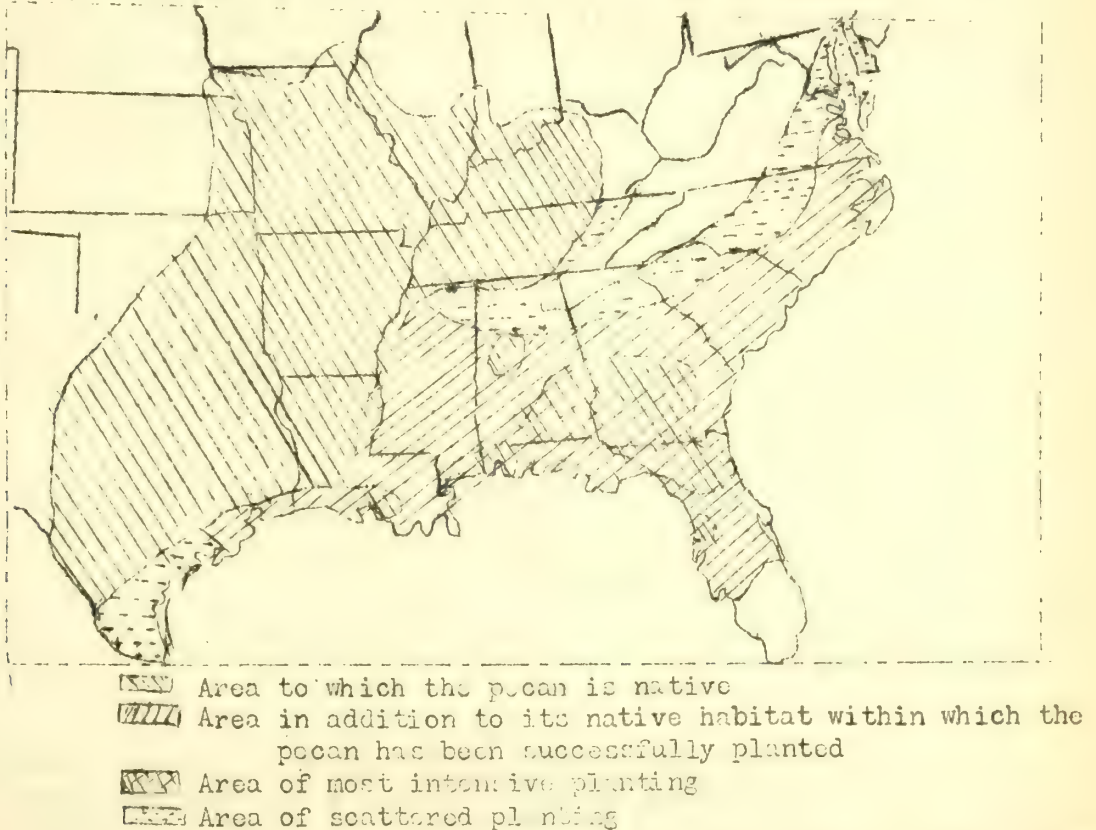 Area to which the pecan is native
Area in addition to its native habitat within which the
pecan has been successfully planted
Area of most intensive planting
Area of scattered planting